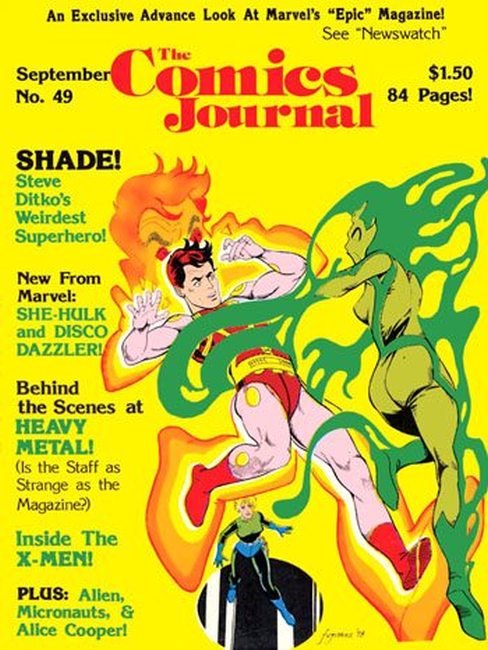 An Exclusive Advance Look At Marvel's "Epic" Magazine!
See "Newswatch"
The
Comics
Journal
September
No. 49
$1.50
84 Pages!
SHADE!
Steve
Ditko's
Weirdest
Superhero!
New From
Marvel:
SHE-HULK
and DISCO
DAZZLER!
Behind
the Scenes at
HEAVY
METAL!
(Is the Staff as
Strange as the
Magazine?)
Inside The
X-MEN!
PLUS: Alien,
Micronauts, &
Alice Cooper!